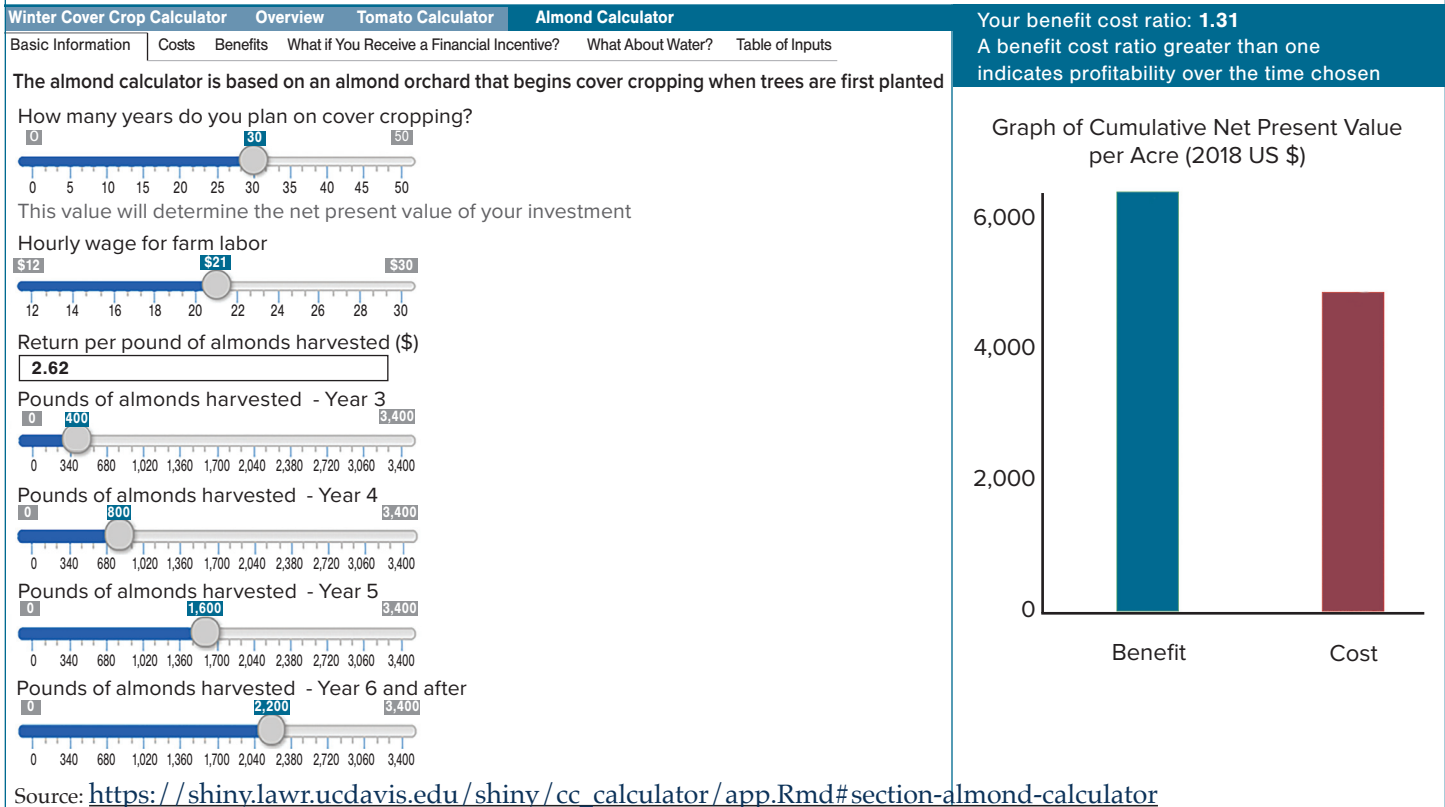 Winter Cover Crop Calculator Overview Tomato Calculator Almond Calculator
Basic Information Costs Benefits What if You Receive a Financial Incentive? What About Water? Table of Inputs
The almond calculator is based on an almond orchard that begins cover cropping when trees are first planted
How many years do you plan on cover cropping?
0 30 50
0 5 10 15 20 25 30 35 40 45 50
This value will determine the net present value of your investment
Hourly wage for farm labor
$12 $21 $30
12 14 16 18 20 22 24 26 28 30
Return per pound of almonds harvested ($)
2.62
Pounds of almonds harvested - Year 3
0 400 3,400
0 340 680 1,020 1,360 1,700 2,040 2,380 2,720 3,060 3,400
Pounds of almonds harvested - Year 4
0 800 3,400
0 340 680 1,020 1,360 1,700 2,040 2,380 2,720 3,060 3,400
Pounds of almonds harvested - Year 5
0 1,600 3,400
0 340 680 1,020 1,360 1,700 2,040 2,380 2,720 3,060 3,400
Pounds of almonds harvested - Year 6 and after
0 2,200 3,400
0 340 680 1,020 1,360 1,700 2,040 2,380 2,720 3,060 3,400
Your benefit cost ratio: 1.31
A benefit cost ratio greater than one
indicates profitability over the time chosen
Graph of Cumulative Net Present Value
per Acre (2018 US $)
6,000
4,000
2,000
0
Benefit Cost
Source: https://shiny.lawr.ucdavis.edu/shiny/cc_calculator/app.Rmd#section-almond-calculator